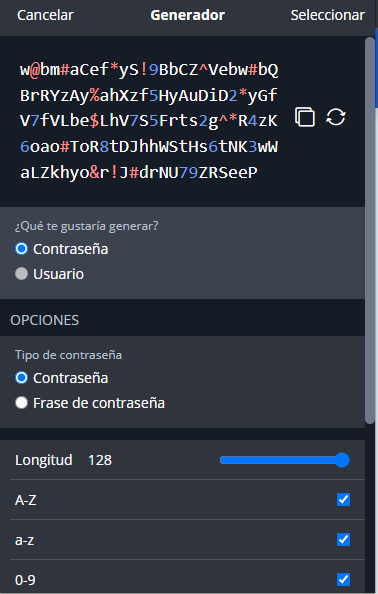 Cancelar Generador Seleccionar
w@bm#aCef*yS!9BbCZ^Vebw#bQ
BrRYzAy%ahXzf5HyAuDiD2*yGf
V7fVLbe$LhV7S5Frts2g^*R4zK
6oao#ToR8tDJhhWStHs6tNK3wW
aLZkhyo&r!J#drNU79ZRSeeP
¿Qué te gustaría generar?
Contraseña
Usuario
OPCIONES
Tipo de contraseña
Contraseña
Frase de contraseña
Longitud 128
A-Z
a-z
0-9